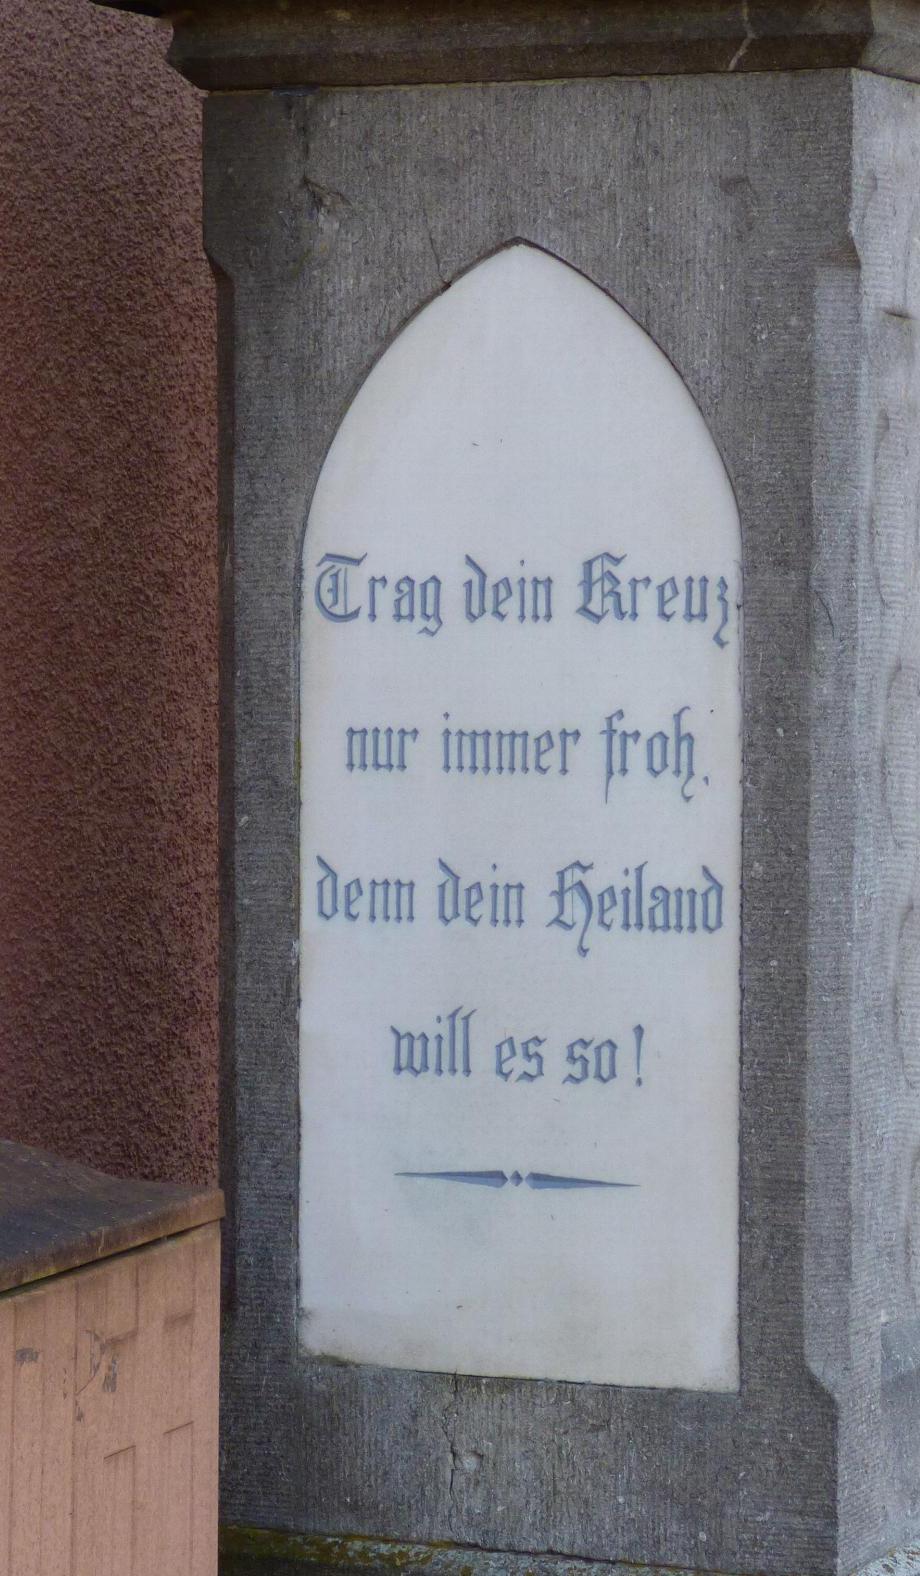 Trag dein Kreuz
nur immer froh,
denn dein Heiland
will es so!